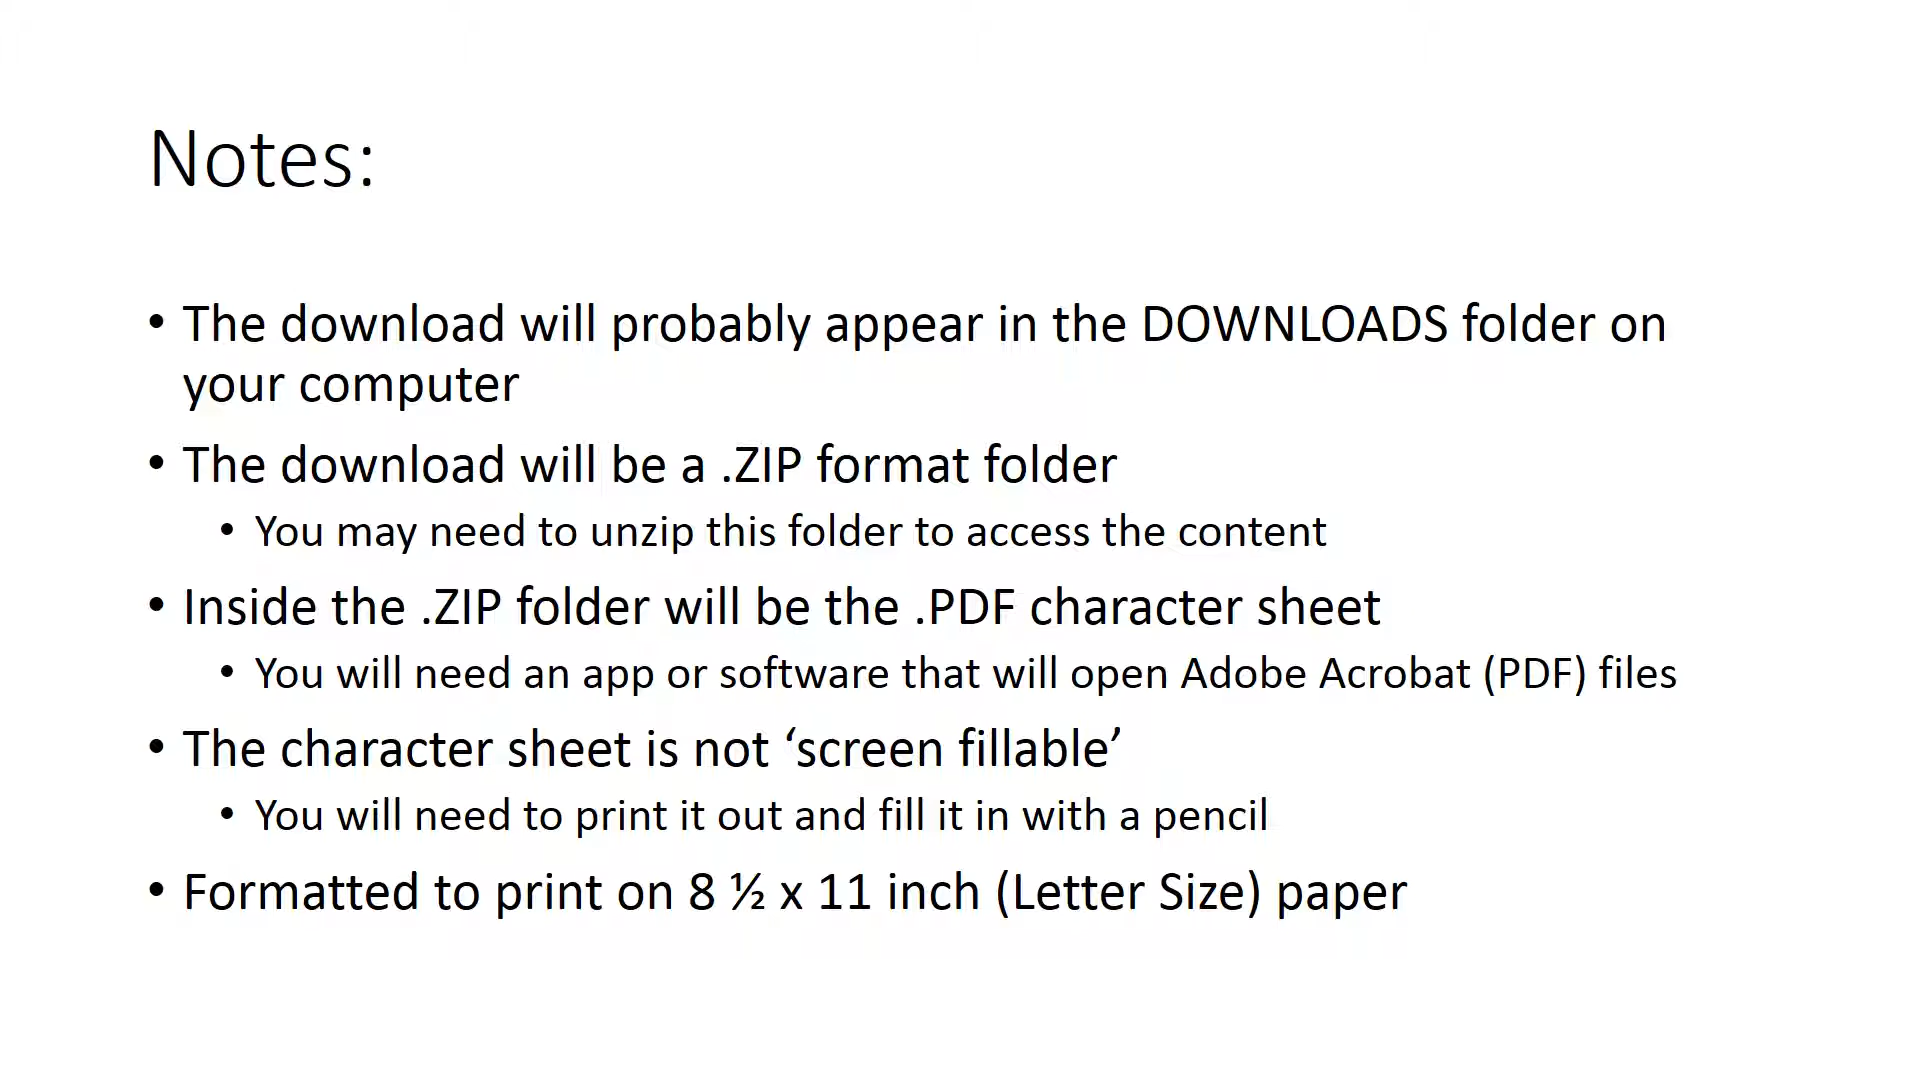 Notes:
• The download will probably appear in the DOWNLOADS folder on
your computer
• The download will be a .ZIP format folder
• You may need to unzip this folder to access the content
• Inside the .ZIP folder will be the .PDF character sheet
• You will need an app or software that will open Adobe Acrobat (PDF) files
• The character sheet is not ‘screen fillable’
• You will need to print it out and fill it in with a pencil
• Formatted to print on 8 ½ x 11 inch (Letter Size) paper